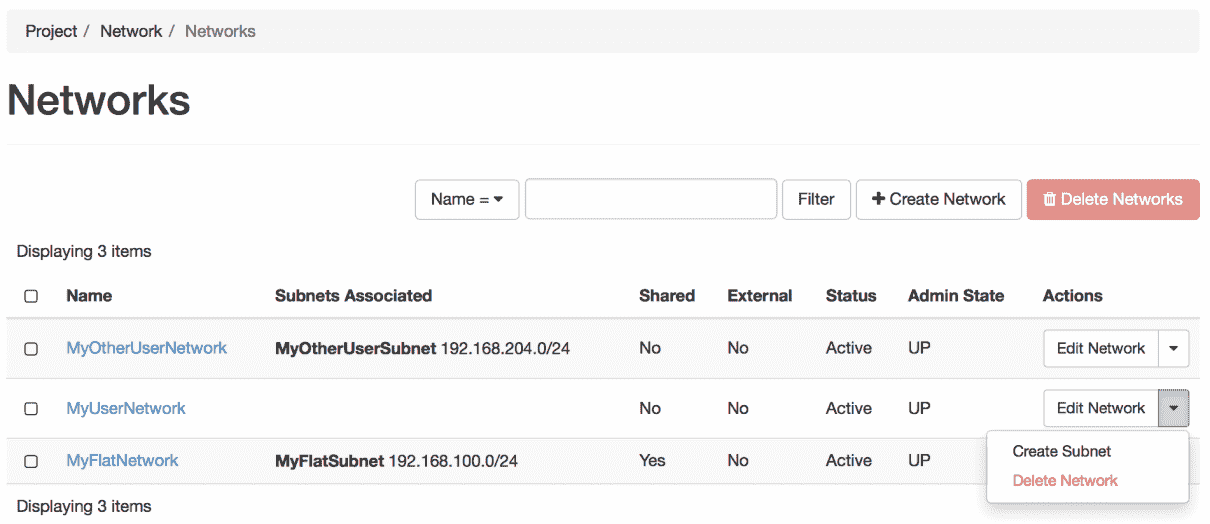 Project / Network / Networks
Networks
Name = Filter + Create Network Delete Networks
Displaying 3 items
Name Subnets Associated Shared External Status Admin State Actions
MyOtherUserNetwork MyOtherUserSubnet 192.168.204.0/24 No No Active UP Edit Network
MyUserNetwork No No Active UP Edit Network
MyFlatNetwork MyFlatSubnet 192.168.100.0/24 Yes No Active UP
Create Subnet
Delete Network
Displaying 3 items